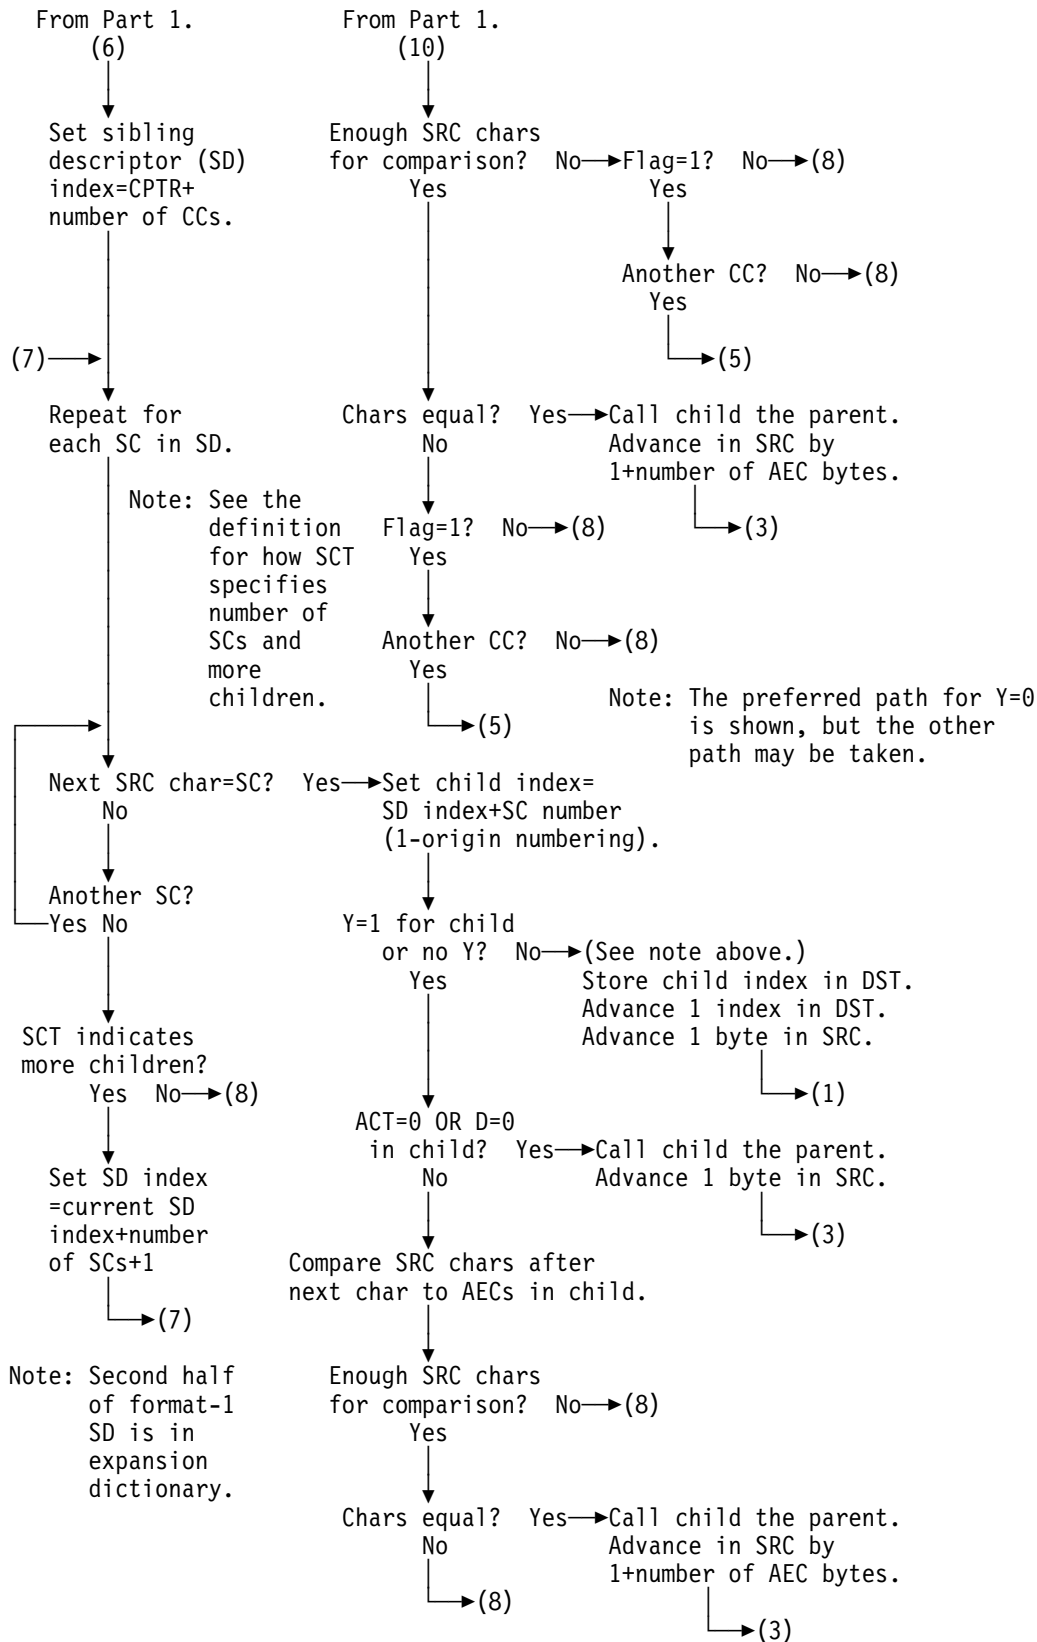 From Part 1. From Part 1.
(6) (10)
Set sibling Enough SRC chars
descriptor (SD) for comparison? No (8)
index=CPTR+ Yes
number of CCs.
Flag=1? No (8)
Yes
Another CC? No (8)
Yes
(7) (5)
Repeat for Chars equal? Yes Call child the parent.
each SC in SD. No Advance in SRC by
1+number of AEC bytes.
Note: See the
definition Flag=1? No (8) (3)
for how SCT Yes
specifies
number of
SCs and Another CC? No (8)
more Yes
children. Note: The preferred path for Y=0
(5) is shown, but the other
path may be taken.
Next SRC char=SC? Yes Set child index=
No SD index+SC number
(1-origin numbering).
Another SC?
Yes No Y=1 for child
or no Y? No (See note above.)
Yes Store child index in DST.
Advance 1 index in DST.
SCT indicates Advance 1 byte in SRC.
more children?
Yes No (8) (1)
ACT=0 OR D=0
in child? Yes Call child the parent.
Set SD index No Advance 1 byte in SRC.
=current SD
index+number (3)
of SCs+1 Compare SRC chars after
next char to AECs in child.
(7)
Note: Second half Enough SRC chars
of format-1 for comparison? No (8)
SD is in Yes
expansion
dictionary.
Chars equal? Yes Call child the parent.
No Advance in SRC by
1+number of AEC bytes.
(8)
(3)